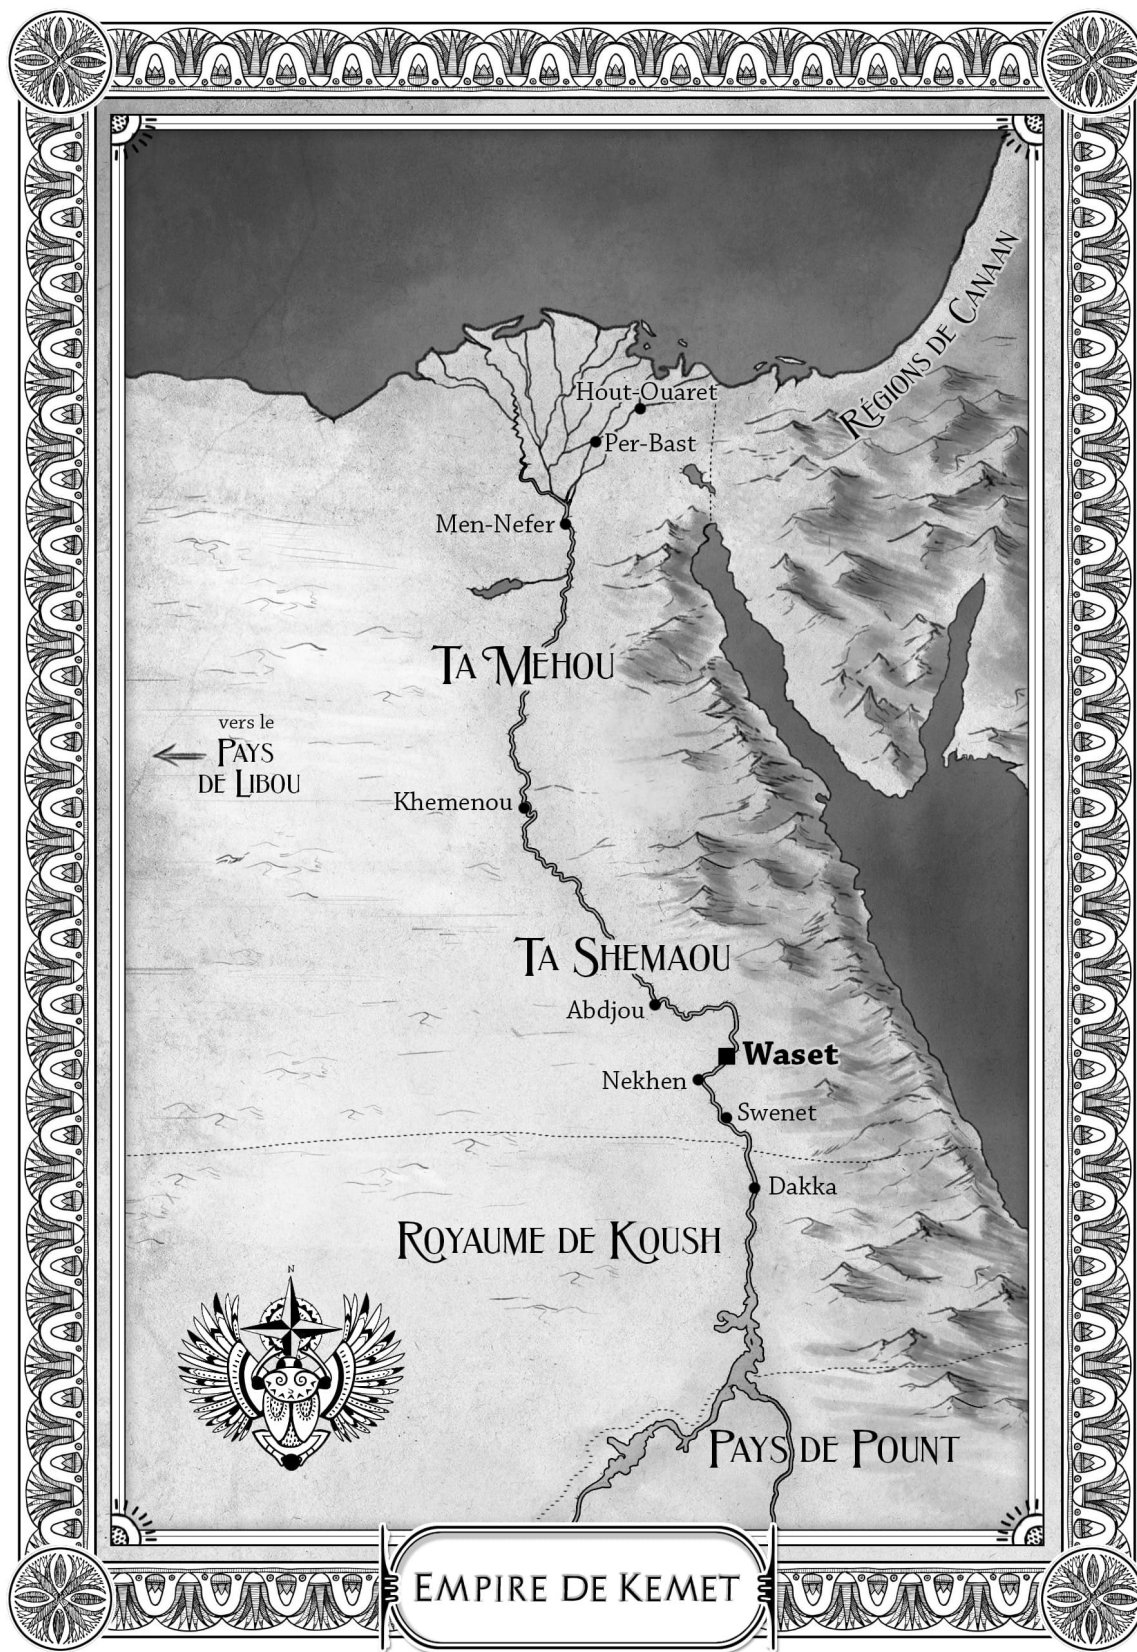 RÉGIONS DE CANAAN
Hout-Ouaret
Per-Bast
Men-Nefer
TA MEHOU
vers le
PAYS
DE LIBOU
Khemenou
TA SHEMAOU
Abdjou
Waset
Nekhen
Swenet
Dakka
ROYAUME DE KOUSH
N
PAYS DE POUNT
EMPIRE DE KEMET